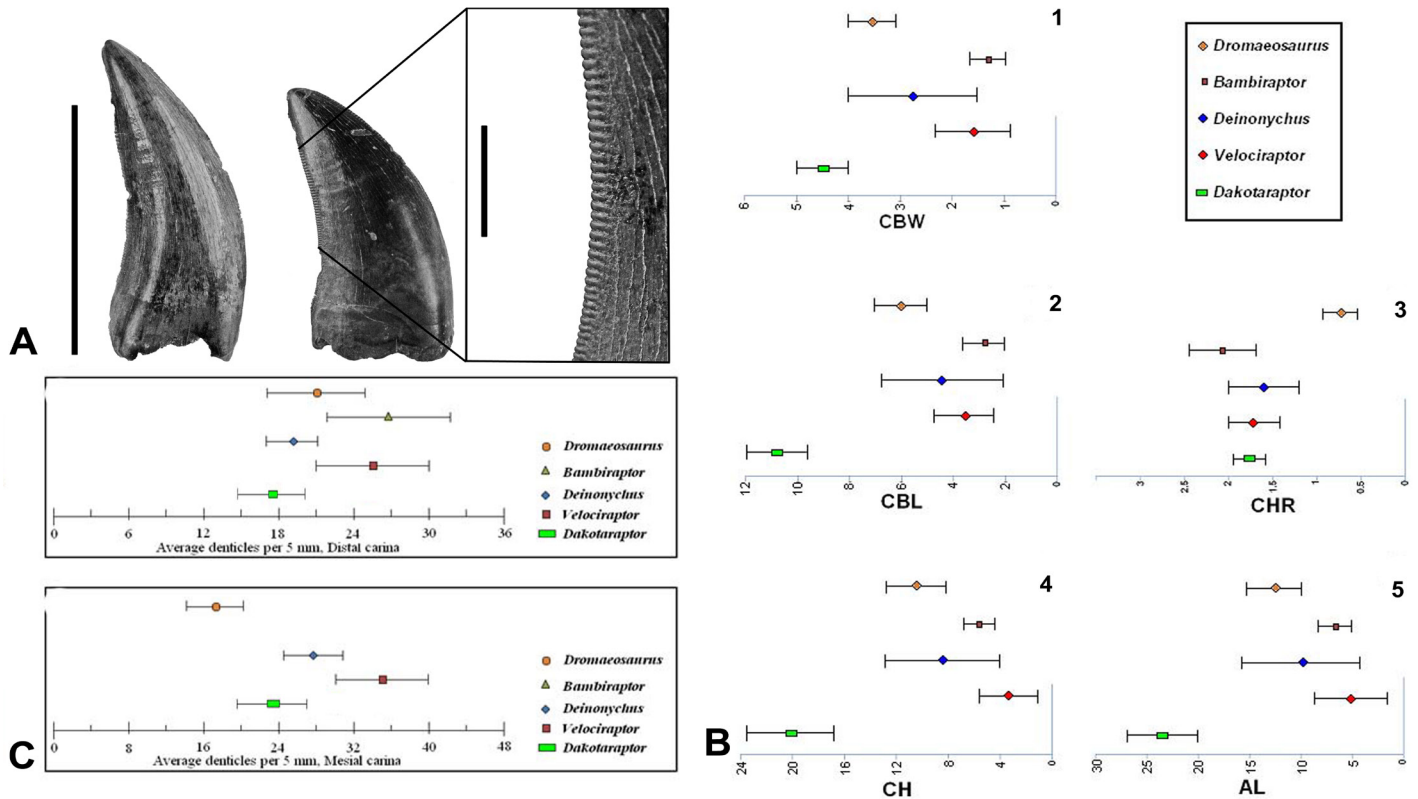 A
Dromaeosaurus
Bambiraptor
Deinonychus
Velociraptor
Dakotaraptor
0 6 12 18 24 30 36
Average denticles per 5 mm, Distal carina
Dromaeosaurus
Bambiraptor
Deinonychus
Velociraptor
Dakotaraptor
0 8 16 24 32 40 48
Average denticles per 5 mm, Mesial carina
C
1
6 5 4 3 2 1 0
CBW
Dromaeosaurus
Bambiraptor
Deinonychus
Velociraptor
Dakotaraptor
2
12 10 8 6 4 2 0
CBL
3
3 2.5 2 1.5 1 0.5 0
CHR
4
24 20 16 12 8 4 0
CH
5
30 25 20 15 10 5 0
AL
B